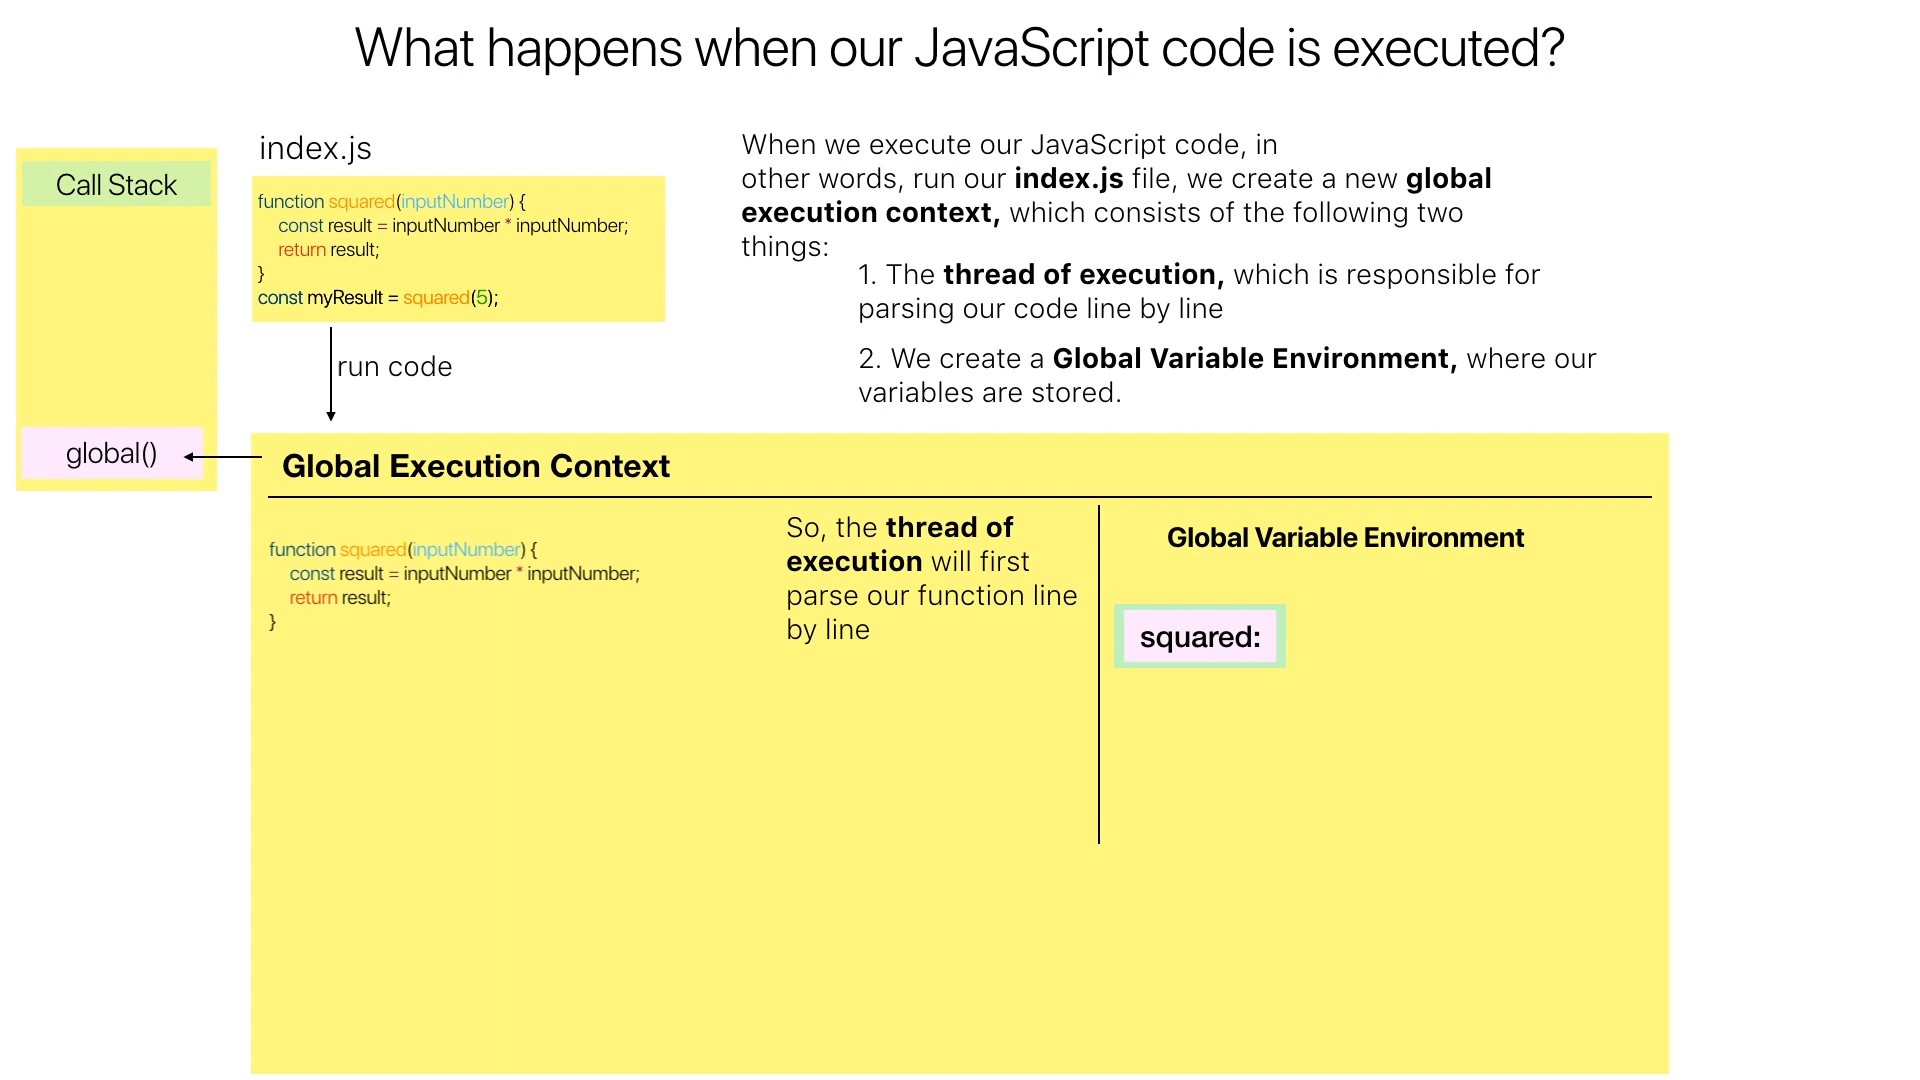 What happens when our JavaScript code is executed?
Call Stack
global()
index.js
function squared(inputNumber) {
const result = inputNumber * inputNumber;
return result;
}
const myResult = squared(5);
run code
When we execute our JavaScript code, in
other words, run our index.js file, we create a new global
execution context, which consists of the following two
things:
1. The thread of execution, which is responsible for
parsing our code line by line
2. We create a Global Variable Environment, where our
variables are stored.
Global Execution Context
function squared(inputNumber) {
const result = inputNumber * inputNumber;
return result;
}
So, the thread of
execution will first
parse our function line
by line
Global Variable Environment
squared: